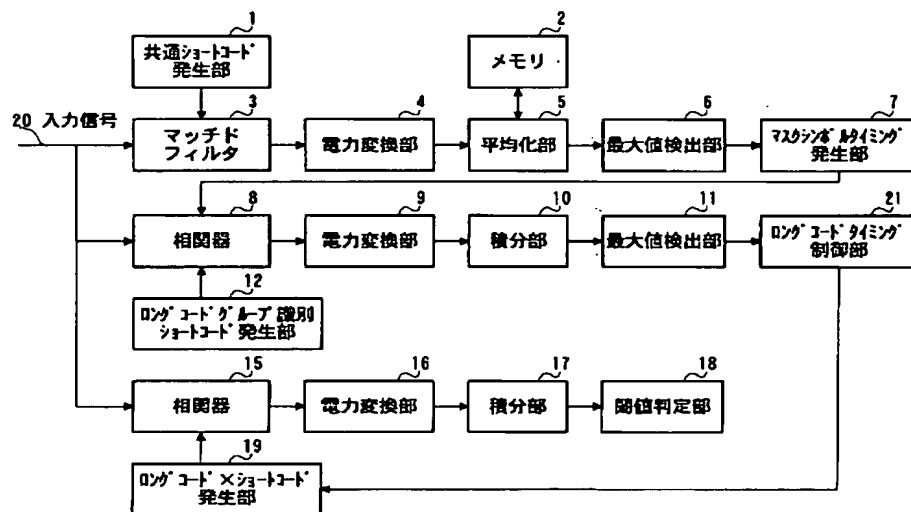 1
共通ショートコード
発生部
2
メモリ
20 入力信号
3
マッチド
フィルタ
4
電力変換部
5
平均化部
6
最大値検出部
7
マスクシンボルタイミング
発生部
8
相関器
9
電力変換部
10
積分部
11
最大値検出部
21
ロングコードタイミング
制御部
12
ロングコードグループ識別
ショートコード発生部
15
相関器
16
電力変換部
17
積分部
18
閾値判定部
19
ロングコード×ショートコード
発生部